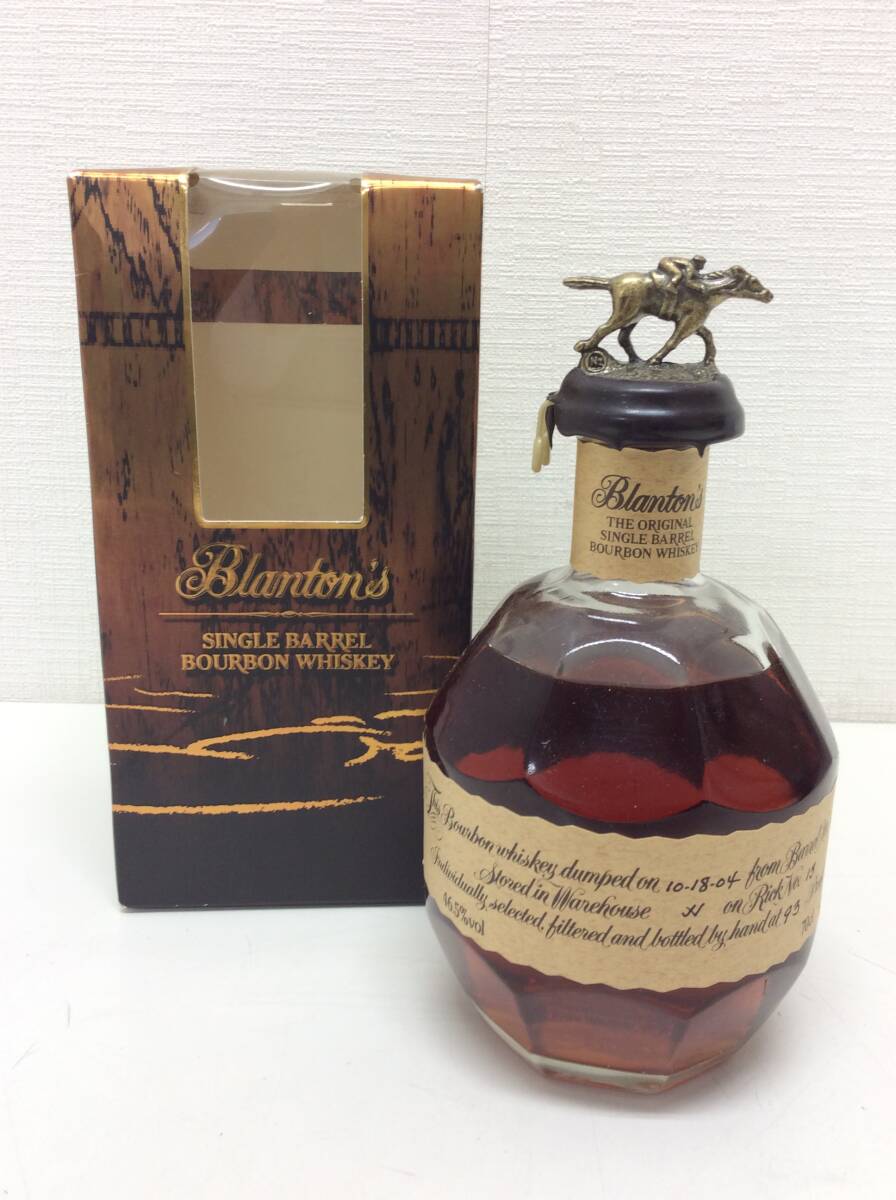 Blanton's
SINGLE BARREL
BOURBON WHISKEY
Blanton's
THE ORIGINAL
SINGLE BARREL
BOURBON WHISKEY
This Bourbon whiskey dumped on 10-18-04 from Barrel
Stored in Warehouse on Rick No. 15
Individually selected, filtered and bottled by hand at 93
46.5%vol